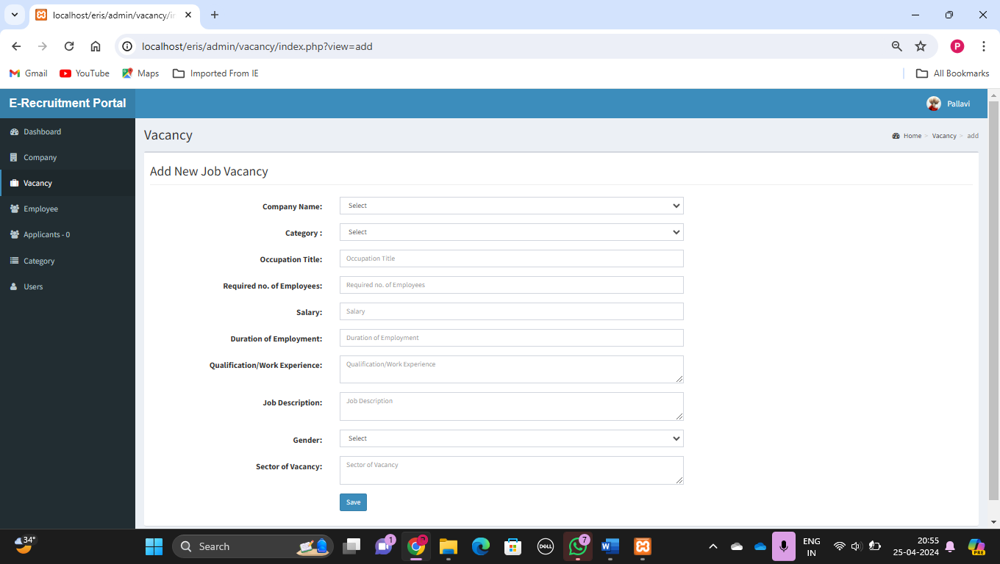 localhost/eris/admin/vacancy/in
localhost/eris/admin/vacancy/index.php?view=add
P
Gmail YouTube Maps Imported From IE All Bookmarks
E-Recruitment Portal Pallavi
Dashboard
Company
Vacancy
Employee
Applicants - 0
Category
Users
Vacancy Home > Vacancy > add
Add New Job Vacancy
Company Name: Select
Category : Select
Occupation Title: Occupation Title
Required no. of Employees: Required no. of Employees
Salary: Salary
Duration of Employment: Duration of Employment
Qualification/Work Experience: Qualification/Work Experience
Job Description: Job Description
Gender: Select
Sector of Vacancy: Sector of Vacancy
Save
34° Search 1 DELL 7 W ENG 20:55 PRE
IN 25-04-2024